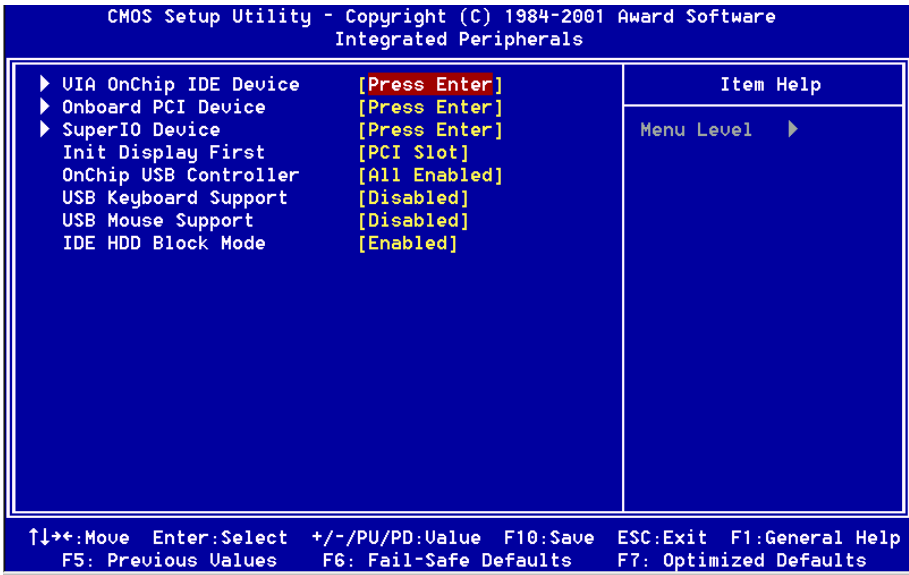 CMOS Setup Utility - Copyright (C) 1984-2001 Award Software
Integrated Peripherals
▶ VIA OnChip IDE Device [Press Enter]
▶ Onboard PCI Device [Press Enter]
▶ SuperIO Device [Press Enter]
Init Display First [PCI Slot]
OnChip USB Controller [All Enabled]
USB Keyboard Support [Disabled]
USB Mouse Support [Disabled]
IDE HDD Block Mode [Enabled]
Item Help
Menu Level ▶
↑↓→←:Move Enter:Select +/-/PU/PD:Value F10:Save ESC:Exit F1:General Help
F5: Previous Values F6: Fail-Safe Defaults F7: Optimized Defaults